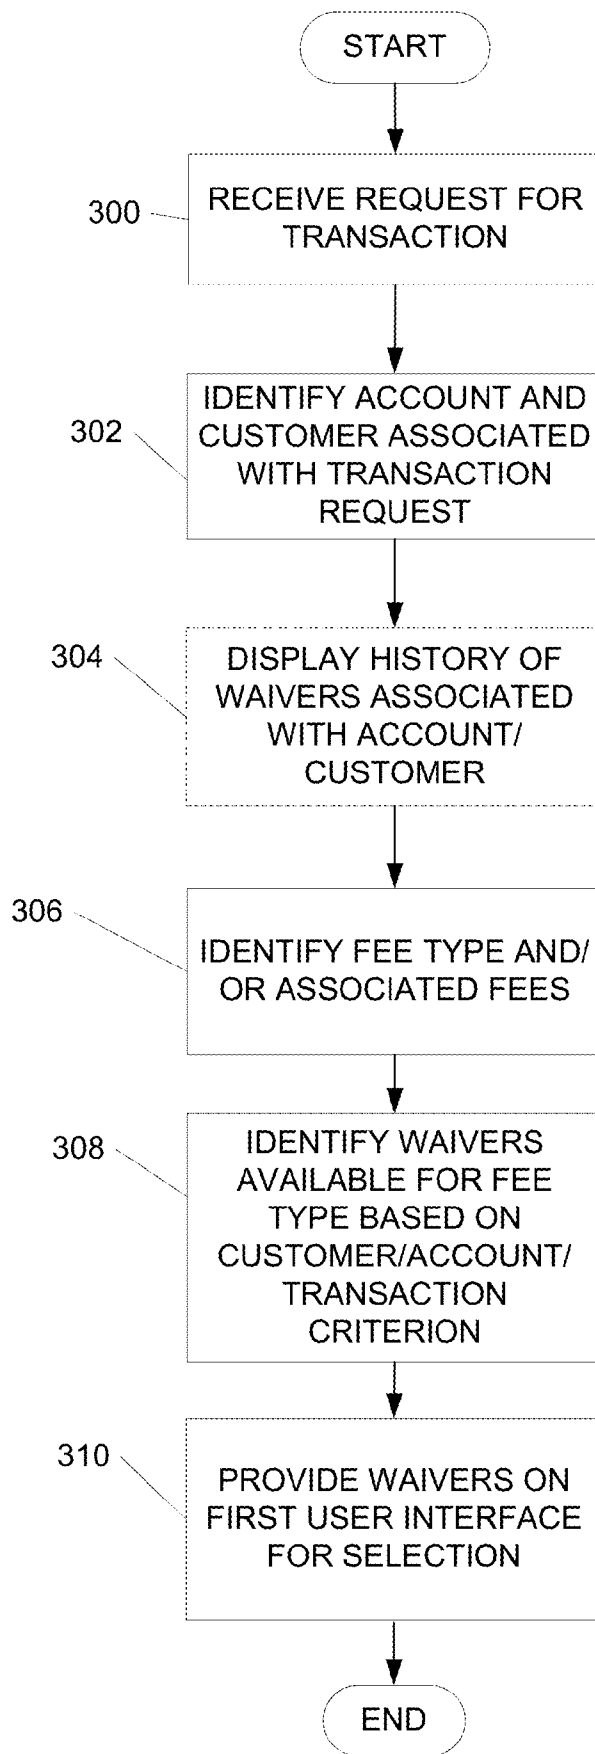 START
300
RECEIVE REQUEST FOR
TRANSACTION
302
IDENTIFY ACCOUNT AND
CUSTOMER ASSOCIATED
WITH TRANSACTION
REQUEST
304
DISPLAY HISTORY OF
WAIVERS ASSOCIATED
WITH ACCOUNT/
CUSTOMER
306
IDENTIFY FEE TYPE AND/
OR ASSOCIATED FEES
308
IDENTIFY WAIVERS
AVAILABLE FOR FEE
TYPE BASED ON
CUSTOMER/ACCOUNT/
TRANSACTION
CRITERION
310
PROVIDE WAIVERS ON
FIRST USER INTERFACE
FOR SELECTION
END